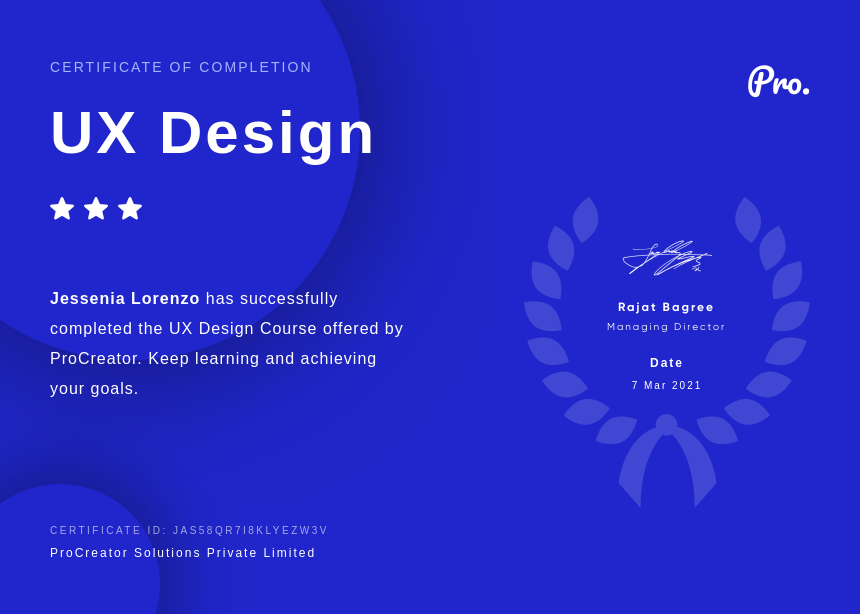 CERTIFICATE OF COMPLETION
Pro.
UX Design
Jessenia Lorenzo has successfully
completed the UX Design Course offered by
ProCreator. Keep learning and achieving
your goals.
Rajat Bagree
Managing Director
Date
7 Mar 2021
CERTIFICATE ID: JAS58QR7I8KLYEZW3V
ProCreator Solutions Private Limited